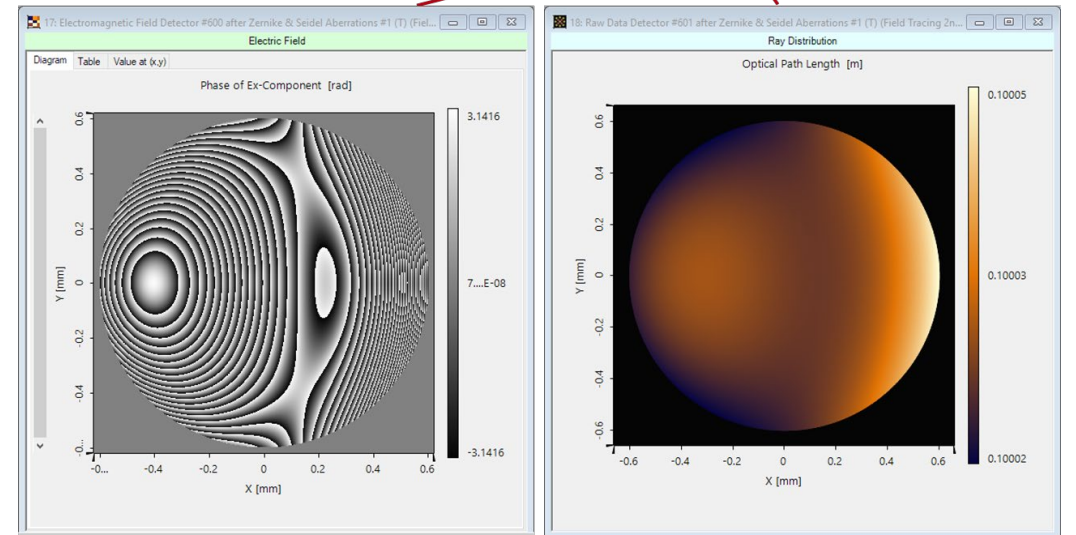 17: Electromagnetic Field Detector #600 after Zernike & Seidel Aberrations #1 (T) (Fiel...
Electric Field
Diagram Table Value at (x,y)
Phase of Ex-Component [rad]
3.1416
7....E-08
-3.1416
0.6
0.4
0.2
0
-0.2
-0.4
-0...
Y [mm]
-0... -0.4 -0.2 0 0.2 0.4 0.6
X [mm]
18: Raw Data Detector #601 after Zernike & Seidel Aberrations #1 (T) (Field Tracing 2n...
Ray Distribution
Optical Path Length [m]
0.10005
0.10003
0.10002
0.6
0.4
0.2
0
-0.2
-0.4
-0.6
Y [mm]
-0.6 -0.4 -0.2 0 0.2 0.4 0.6
X [mm]